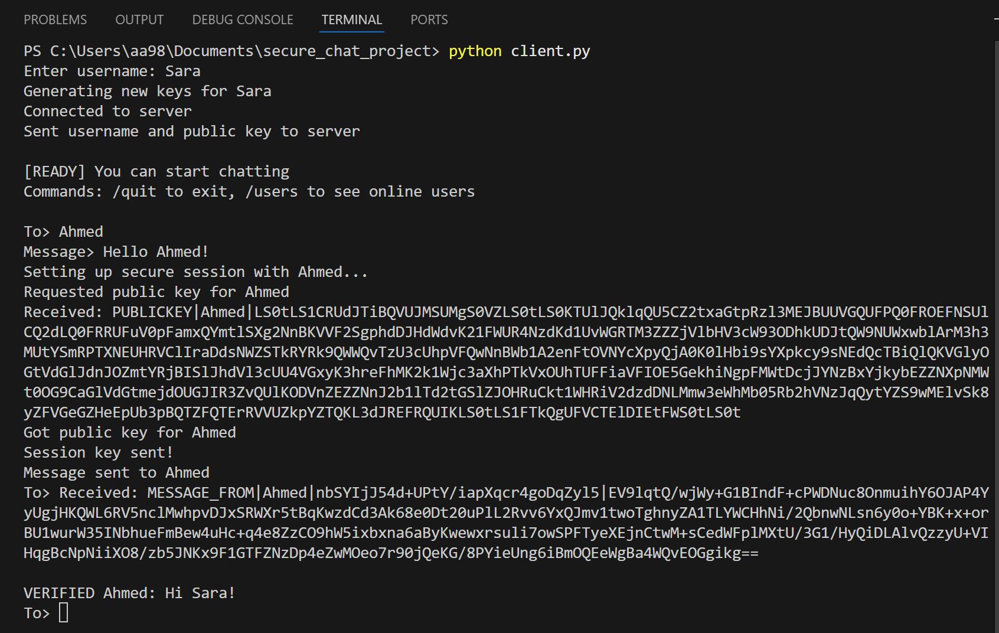 PROBLEMS OUTPUT DEBUG CONSOLE TERMINAL PORTS
PS C:\Users\aa98\Documents\secure_chat_project> python client.py
Enter username: Sara
Generating new keys for Sara
Connected to server
Sent username and public key to server
[READY] You can start chatting
Commands: /quit to exit, /users to see online users
To> Ahmed
Message> Hello Ahmed!
Setting up secure session with Ahmed...
Requested public key for Ahmed
Received: PUBLICKEY|Ahmed|LS0tLS1CRUdJTiBQVUJMSUMgS0VZLS0tLS0KTUlJQklqQU5CZ2txaGtpRzl3MEJBUUVGQUFPQ0FROEFNSUl
CQ2dLQ0FRRUFuV0pFamxQYmtlSXg2NnBKVVF2SgphdDJHdWdvK21FWUR4NzdKd1UvWGRTM3ZZZjVlbHV3cW93ODhkUDJtQW9NUWxwblArM3h3
MUtYSmRPTXNEUHRVClIraDdsNWZSTkRYRk9QWWQvTzU3cUhpVFQwNnBWb1A2enFtOVNYcXpyQjA0K0lHbi9sYXpkcy9sNEdQcTBiQlQKVGlyO
GtVdGlJdnJOZmtYRjBISlJhdVl3cUU4VGxyK3hreFhMK2k1Wjc3aXhPTkVxOUhTUFFiaVFIOE5GekhiNgpFMWtDcjJYNzBxYjkybEZZNXpNMW
t0OG9CaGlVdGtmejdOUGJIR3ZvQUlKODVnZEZZNnJ2b1lTd2tGSlZJOHRuCkt1WHRiV2dzdDNLMmw3eWhMb05Rb2hVNzJqQytYZS9wMElvSk8
yZFVGeGZHeEpUb3pBQTZFQTErRVVUZkpYZTQKL3dJREFRQUIKLS0tLS1FTkQgUFVCTElDIEtFWS0tLS0t
Got public key for Ahmed
Session key sent!
Message sent to Ahmed
To> Received: MESSAGE_FROM|Ahmed|nbSYIjJ54d+UPtY/iapXqcr4goDqZyl5|EV9lqtQ/wjWy+G1BIndF+cPWDNuc8OnmuihY6OJAP4Y
yUgjHKQWL6RV5nclMwhpvDJxSRWXr5tBqKwzdCd3Ak68e0Dt20uPlL2Rvv6YxQJmv1twoTghnyZA1TLYWCHhNi/2QbnwNLsn6y0o+YBK+x+or
BU1wurW35INbhueFmBew4uHc+q4e8ZzCO9hW5ixbxna6aByKwewxrsuli7owSPFTyeXEjnCtwM+sCedWFplMXtU/3G1/HyQiDLAlvQzzyU+VI
HqgBcNpNiiXO8/zb5JNKx9F1GTFZNzDp4eZwMOeo7r90jQeKG/8PYieUng6iBmOQEeWgBa4WQvEOGgikg==
VERIFIED Ahmed: Hi Sara!
To>